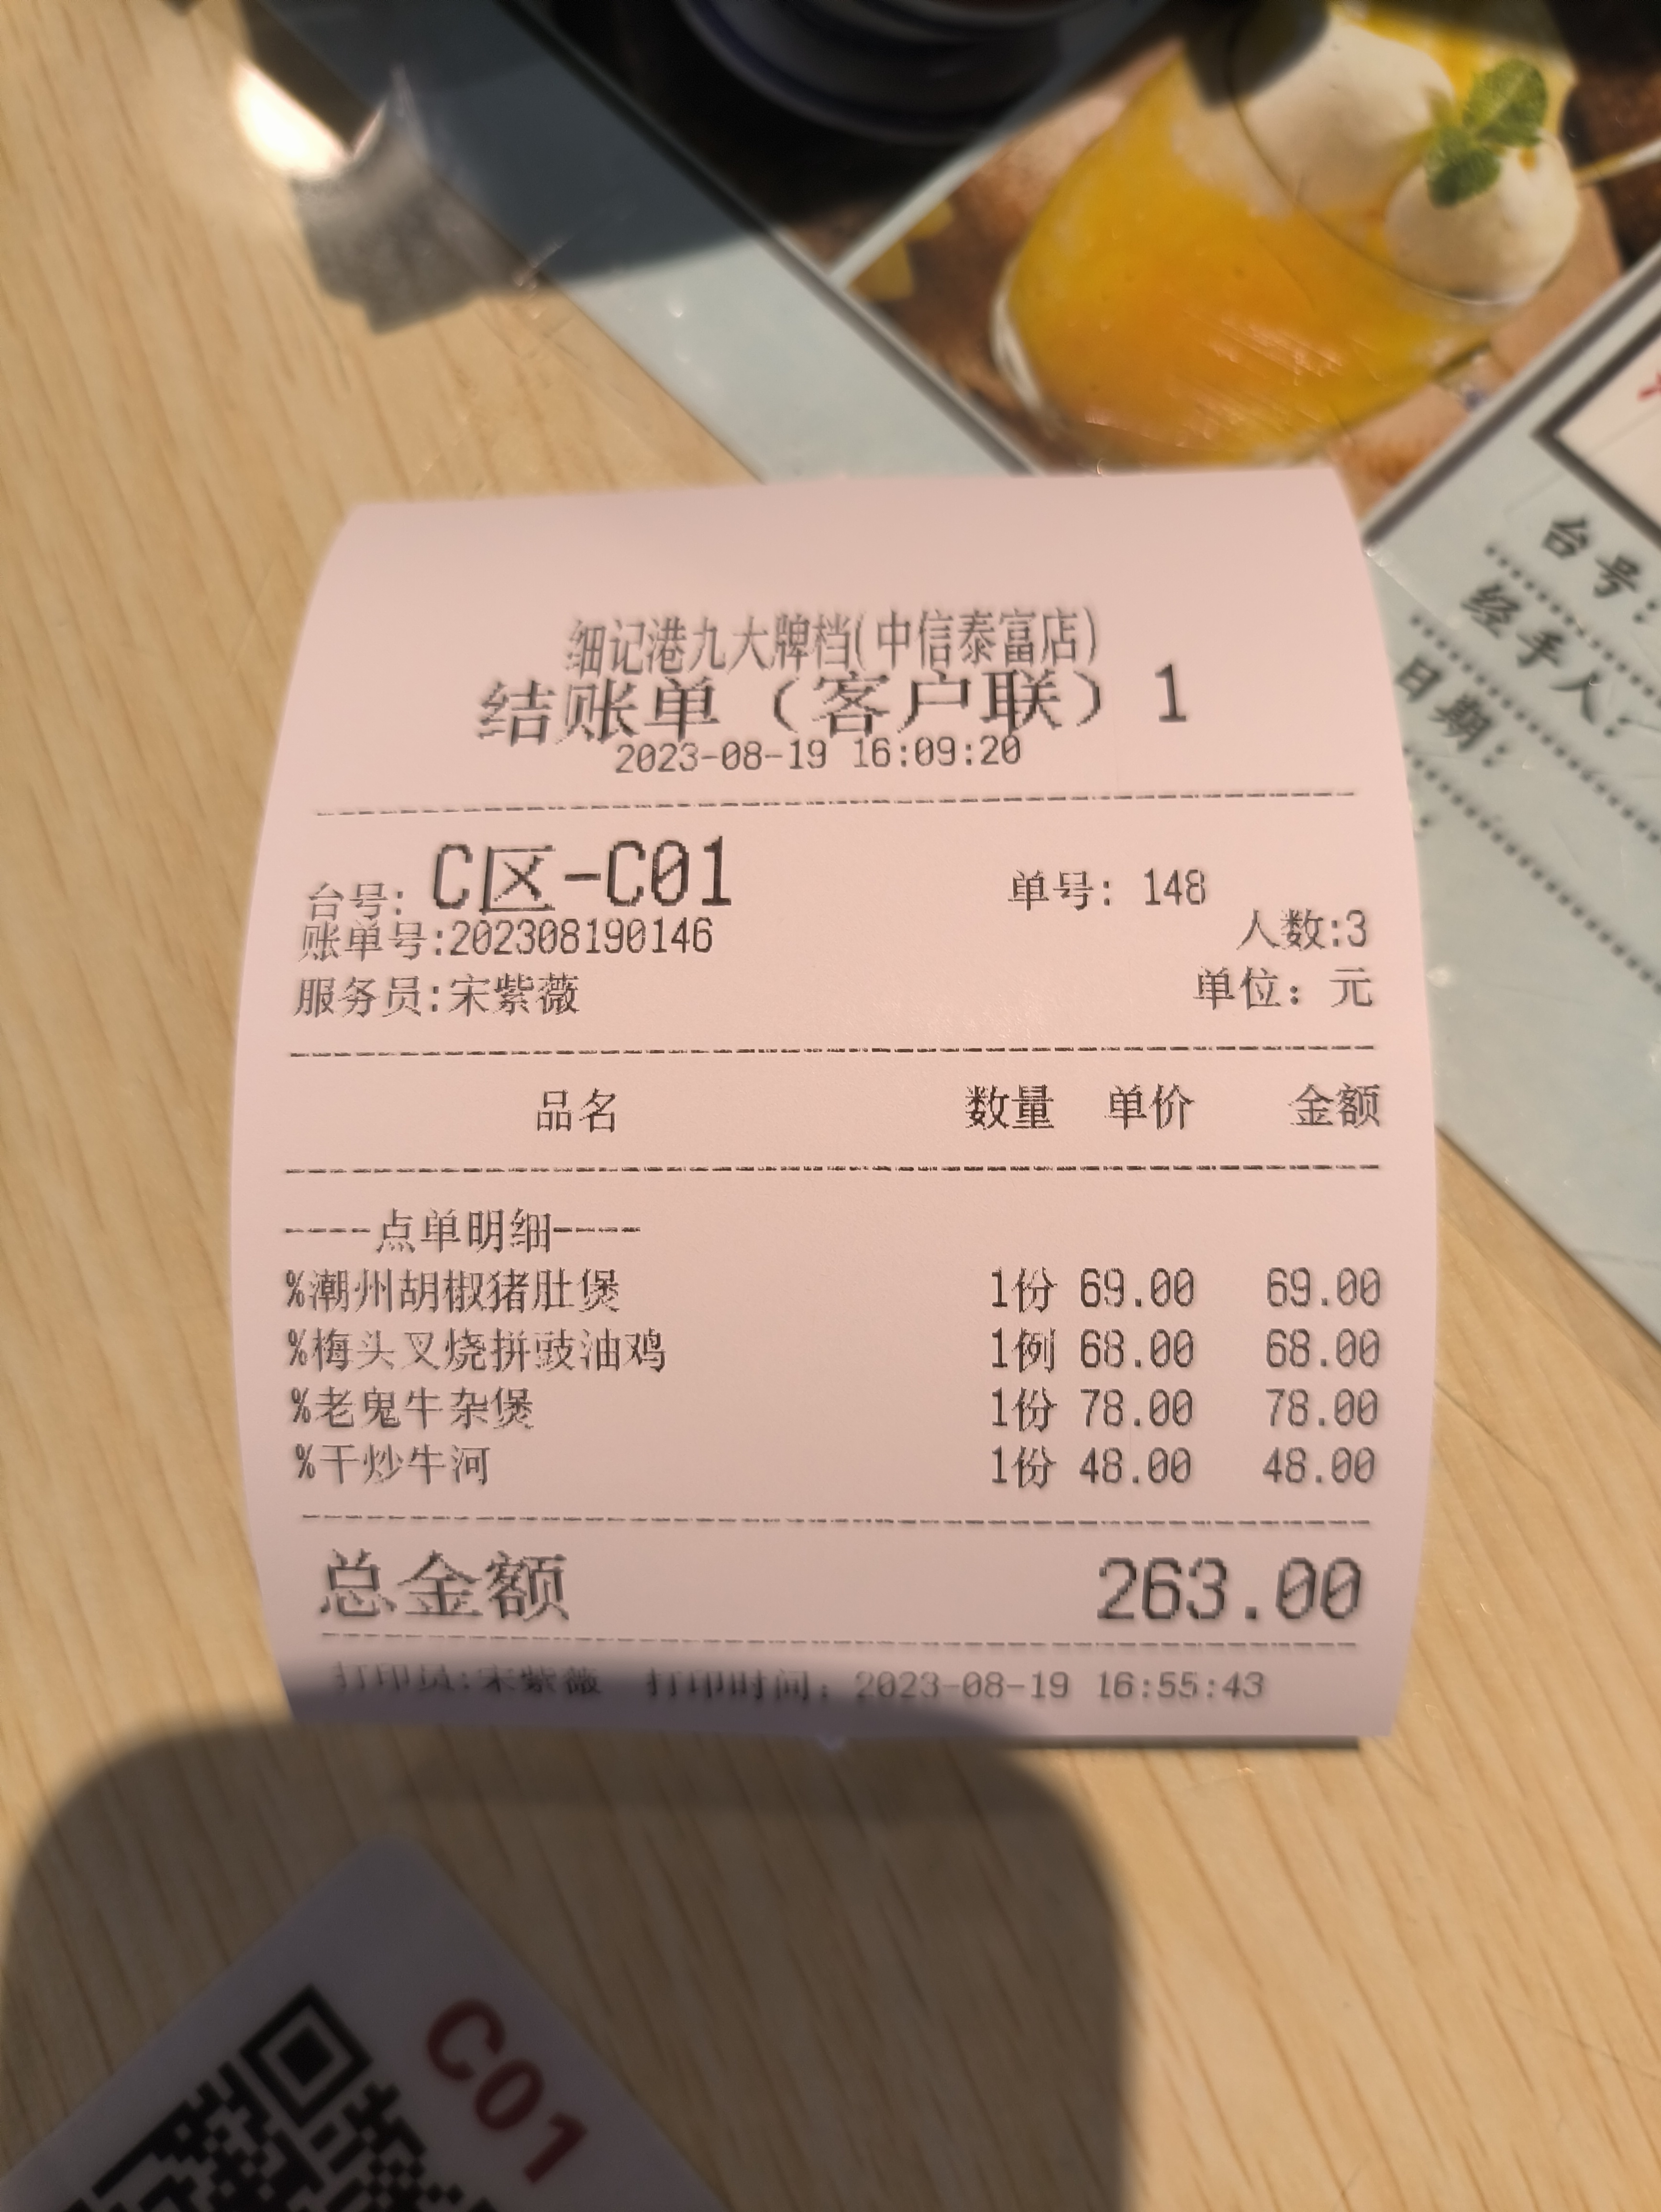 细记港九大牌档(中信泰富店)
结账单（客户联）1
2023-08-19 16:09:20
台号: C区-C01 单号: 148
账单号:202308190146 人数:3
服务员:宋紫薇 单位：元
品名 数量 单价 金额
----点单明细----
%潮州胡椒猪肚煲 1份 69.00 69.00
%梅头叉烧拼豉油鸡 1例 68.00 68.00
%老鬼牛杂煲 1份 78.00 78.00
%干炒牛河 1份 48.00 48.00
总金额 263.00
打印员:宋紫薇 打印时间：2023-08-19 16:55:43
台号:
经手人:
日期:
C01